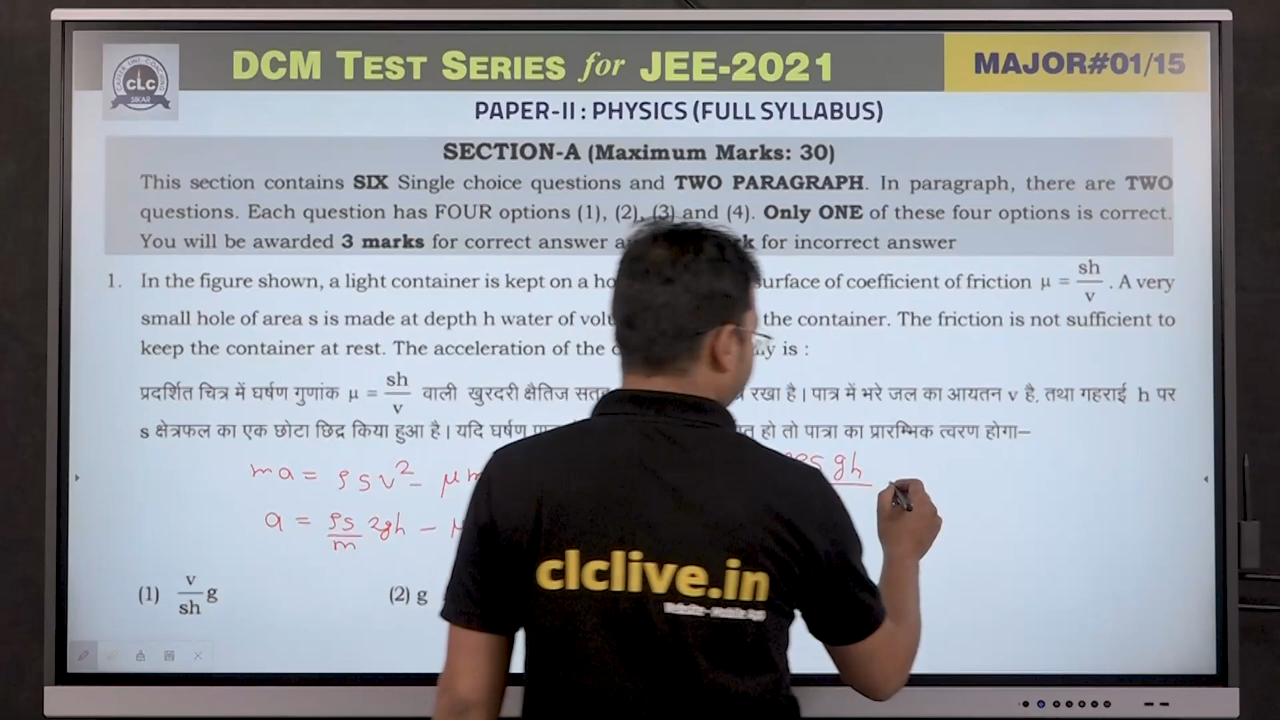 CLC
SIKAR
DCM TEST SERIES for JEE-2021
MAJOR#01/15
PAPER-II : PHYSICS (FULL SYLLABUS)
SECTION-A (Maximum Marks: 30)
This section contains SIX Single choice questions and TWO PARAGRAPH. In paragraph, there are TWO
questions. Each question has FOUR options (1), (2), (3) and (4). Only ONE of these four options is correct.
You will be awarded 3 marks for correct answer for incorrect answer
1. In the figure shown, a light container is kept on a surface of coefficient of friction μ = sh/v . A very
small hole of area s is made at depth h water of the container. The friction is not sufficient to
keep the container at rest. The acceleration of the is :
प्रदर्शित चित्र में घर्षण गुणांक μ = sh/v वाली खुरदरी क्षैतिज रखा है। पात्र में भरे जल का आयतन v है, तथा गहराई h पर
s क्षेत्रफल का एक छोटा छिद्र किया हुआ है। यदि घर्षण हो तो पात्रा का प्रारम्भिक त्वरण होगा–
ma = ρsv² – μ gh
a = ρs/m 2gh –
(1) v/sh g (2) g
clclive.in